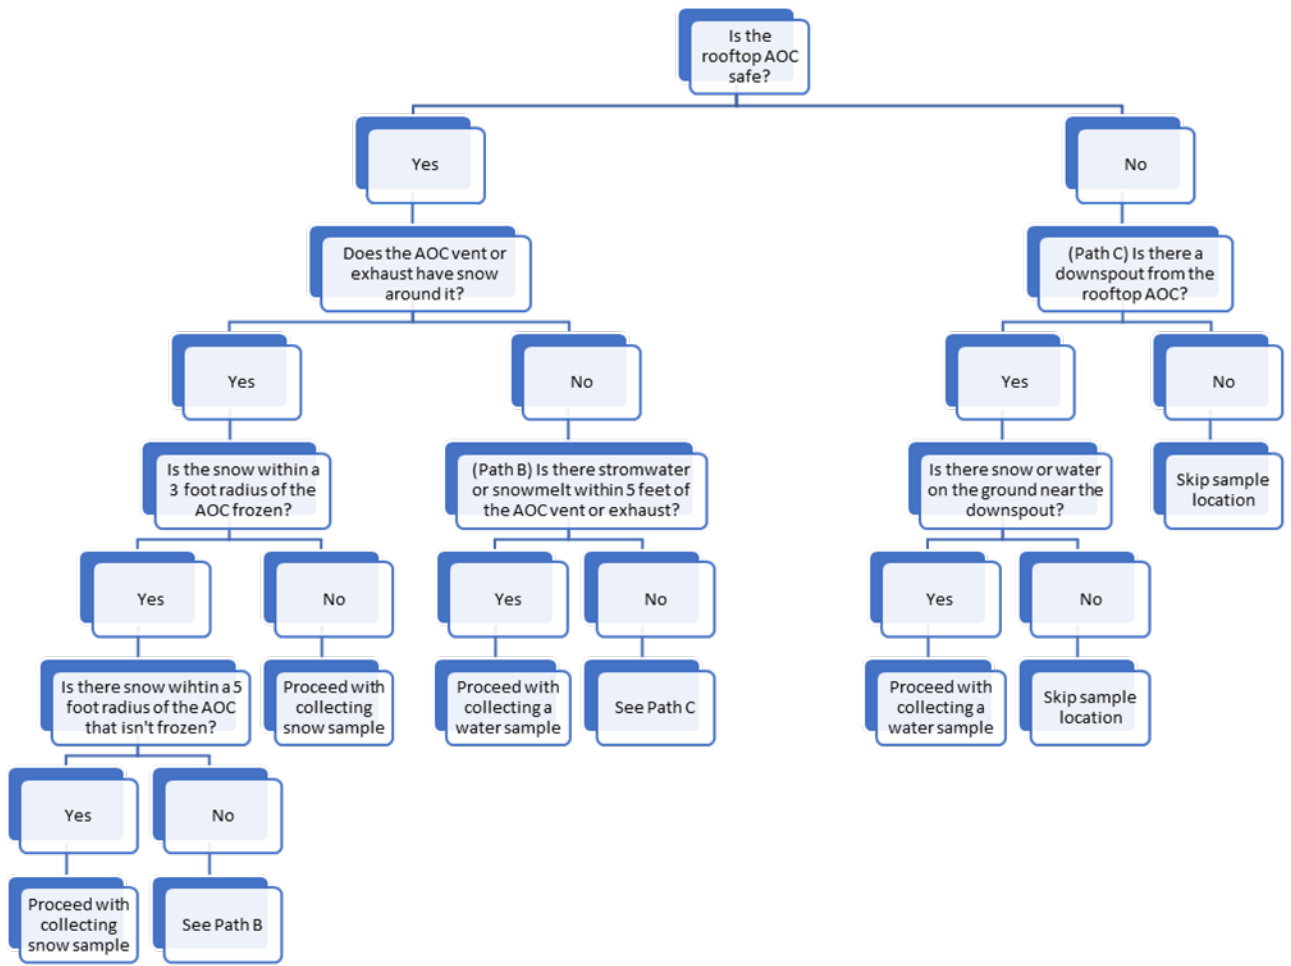 Is the
rooftop AOC
safe?
Yes
No
Does the AOC vent or
exhaust have snow
around it?
(Path C) Is there a
downspout from the
rooftop AOC?
Yes
No
Yes
No
Is the snow within a
3 foot radius of the
AOC frozen?
(Path B) Is there stromwater
or snowmelt within 5 feet of
the AOC vent or exhaust?
Is there snow or water
on the ground near the
downspout?
Skip sample
location
Yes
No
Yes
No
Yes
No
Is there snow wihtin a 5
foot radius of the AOC
that isn't frozen?
Proceed with
collecting
snow sample
Proceed with
collecting a
water sample
See Path C
Proceed with
collecting a
water sample
Skip sample
location
Yes
No
Proceed with
collecting
snow sample
See Path B